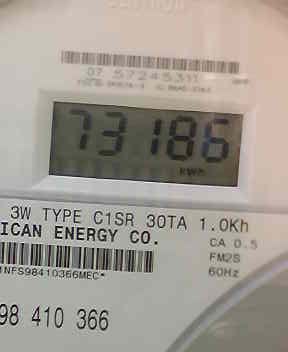 07 57245311
73186
kWh
3W TYPE C1SR 30TA 1.0Kh
ICAN ENERGY CO.
CA 0.5
FM2S
60Hz
1NFS98410366MEC*
98 410 366